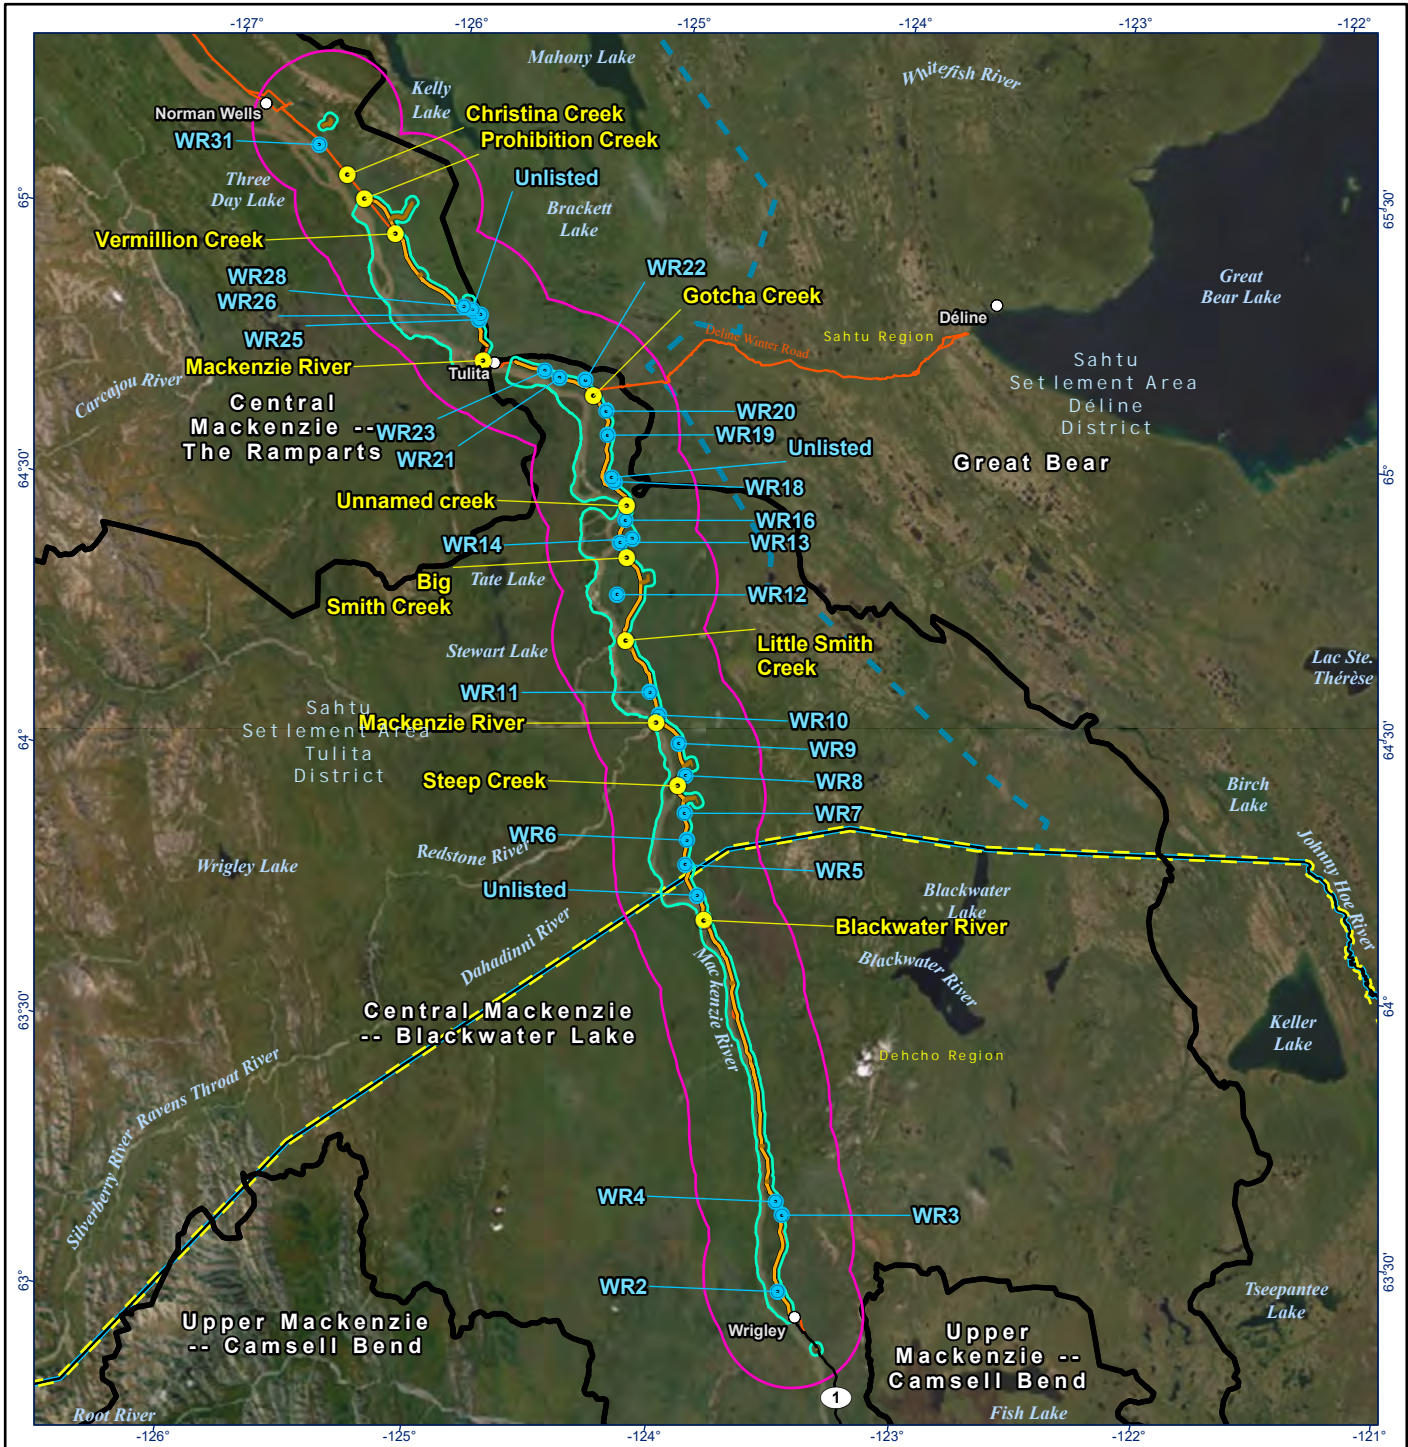 -127°
-126°
-125°
-124°
-123°
-122°
Mahony Lake
Whitefish River
Kelly
Lake
Norman Wells
Christina Creek
Prohibition Creek
WR31
Three
Day Lake
Unlisted
Brackett
Lake
65°
65°30'
Vermillion Creek
WR28
WR26
WR25
WR22
Gotcha Creek
Great
Bear Lake
Déline
Deline Winter Road
Sahtu Region
Mackenzie River
Tulita
Carcajou River
Central
Mackenzie --
The Ramparts
WR23
WR21
WR20
WR19
Unlisted
WR18
Sahtu
Set lement Area
Déline
District
Great Bear
64°30'
65°
Unnamed creek
WR16
WR14
WR13
Tate Lake
Big
Smith Creek
WR12
Little Smith
Creek
Stewart Lake
Lac Ste.
Thérèse
WR11
Sahtu
Set lement Area
Tulita
District
Mackenzie River
WR10
WR9
64°
64°30'
Steep Creek
WR8
Birch
Lake
WR7
WR6
Redstone River
Wrigley Lake
WR5
Johnny Hoe River
Unlisted
Blackwater
Lake
Blackwater River
Dahadinni River
Mackenzie River
Blackwater River
63°30'
64°
Central Mackenzie
-- Blackwater Lake
Keller
Lake
Dehcho Region
Ravens Throat River
Silverberry River
WR4
WR3
63°
63°30'
WR2
Tseepantee
Lake
Wrigley
Upper Mackenzie
-- Camsell Bend
Upper
Mackenzie --
Camsell Bend
1
Root River
Fish Lake
-126°
-125°
-124°
-123°
-122°
-121°